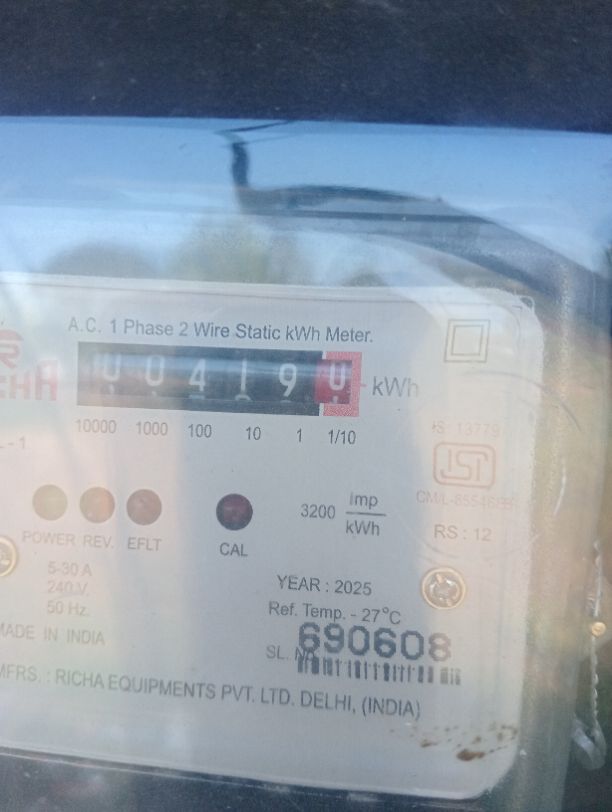 A.C. 1 Phase 2 Wire Static kWh Meter.
0 0 4 1 9 0 kWh
10000 1000 100 10 1 1/10
IS: 13779
ISI
3200 imp/kWh
RS : 12
POWER REV. EFLT CAL
5-30 A
240 V.
50 Hz.
YEAR : 2025
Ref. Temp. - 27°C
MADE IN INDIA
690608
SL. No.
MFRS. : RICHA EQUIPMENTS PVT. LTD. DELHI, (INDIA)